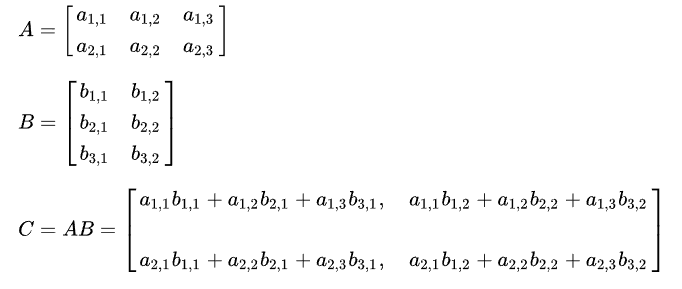 A = [ a1,1 a1,2 a1,3
a2,1 a2,2 a2,3 ]
B = [ b1,1 b1,2
b2,1 b2,2
b3,1 b3,2 ]
C = AB = [ a1,1b1,1 + a1,2b2,1 + a1,3b3,1, a1,1b1,2 + a1,2b2,2 + a1,3b3,2
a2,1b1,1 + a2,2b2,1 + a2,3b3,1, a2,1b1,2 + a2,2b2,2 + a2,3b3,2 ]